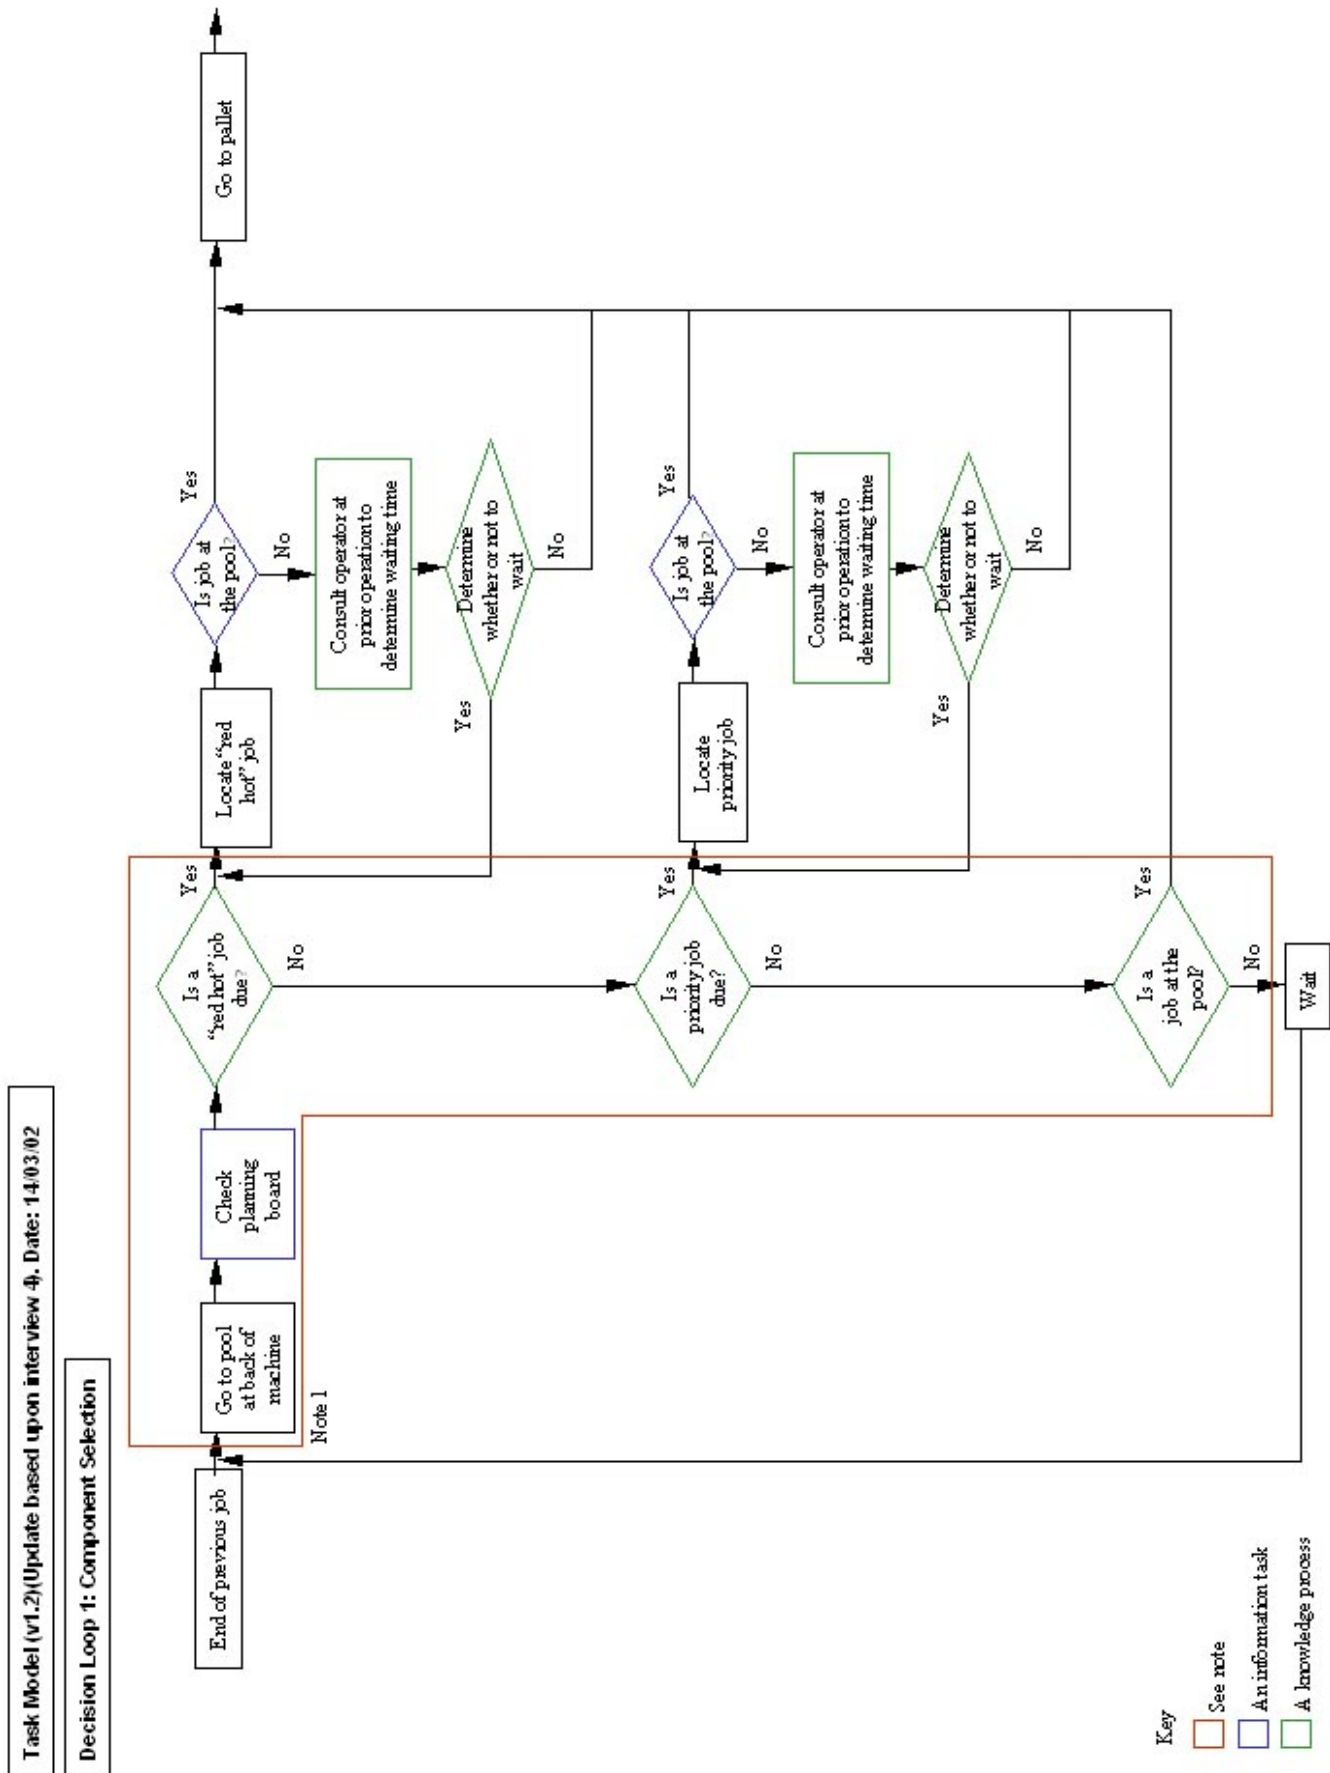 Task Model (v1.2)(Update based upon interview 4). Date: 14/03/02
Decision Loop 1: Component Selection
End of previous job
Go to pool
at back of
machine
Check
planning
board
Is a
“red hot” job
due?
Yes
No
Locate “red
hot” job
Is job at
the pool?
Yes
No
Go to pallet
Consult operator at
prior operation to
determine waiting time
Determine
whether or not to
wait
Yes
No
Note 1
Is a
priority job
due?
Yes
No
Locate
priority job
Is job at
the pool?
Yes
No
Consult operator at
prior operation to
determine waiting time
Determine
whether or not to
wait
Yes
No
Is a
job at the
pool?
Yes
No
Wait
Key
See note
An information task
A knowledge process